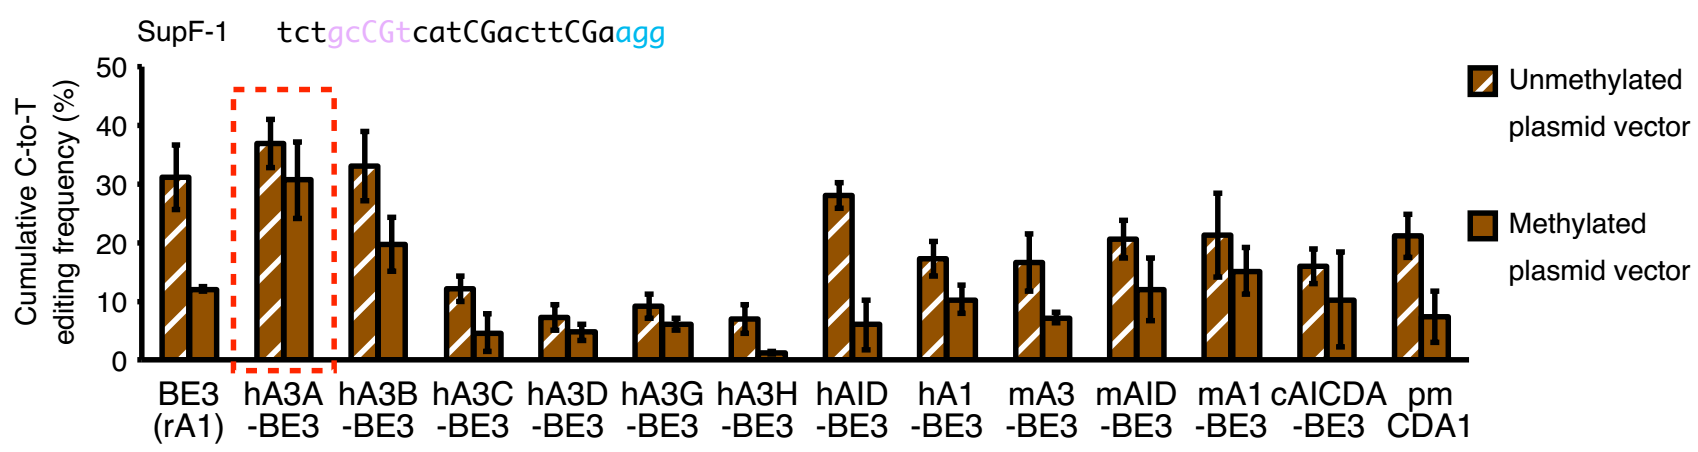 SupF-1 tctgcCGtcatCGacttCGaagg
Cumulative C-to-T
editing frequency (%)
50
40
30
20
10
0
Unmethylated
plasmid vector
Methylated
plasmid vector
BE3 hA3A hA3B hA3C hA3D hA3G hA3H hAID hA1 mA3 mAID mA1 cAICDA pm
(rA1) -BE3 -BE3 -BE3 -BE3 -BE3 -BE3 -BE3 -BE3 -BE3 -BE3 -BE3 -BE3 CDA1